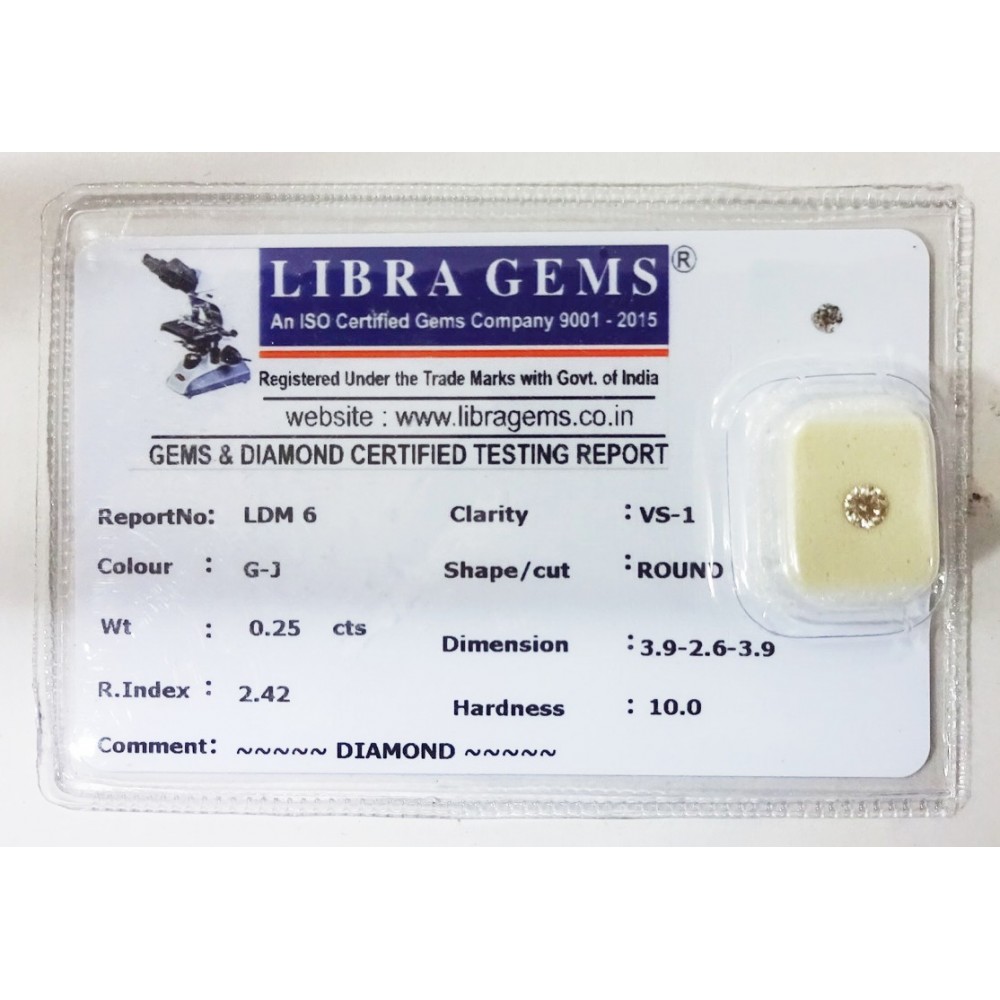 LIBRA GEMS ®
An ISO Certified Gems Company 9001 - 2015
Registered Under the Trade Marks with Govt. of India
website : www.libragems.co.in
GEMS & DIAMOND CERTIFIED TESTING REPORT
ReportNo: LDM 6 Clarity : VS-1
Colour : G-J Shape/cut : ROUND
Wt : 0.25 cts Dimension : 3.9-2.6-3.9
R.Index : 2.42 Hardness : 10.0
Comment: ~~~~~ DIAMOND ~~~~~